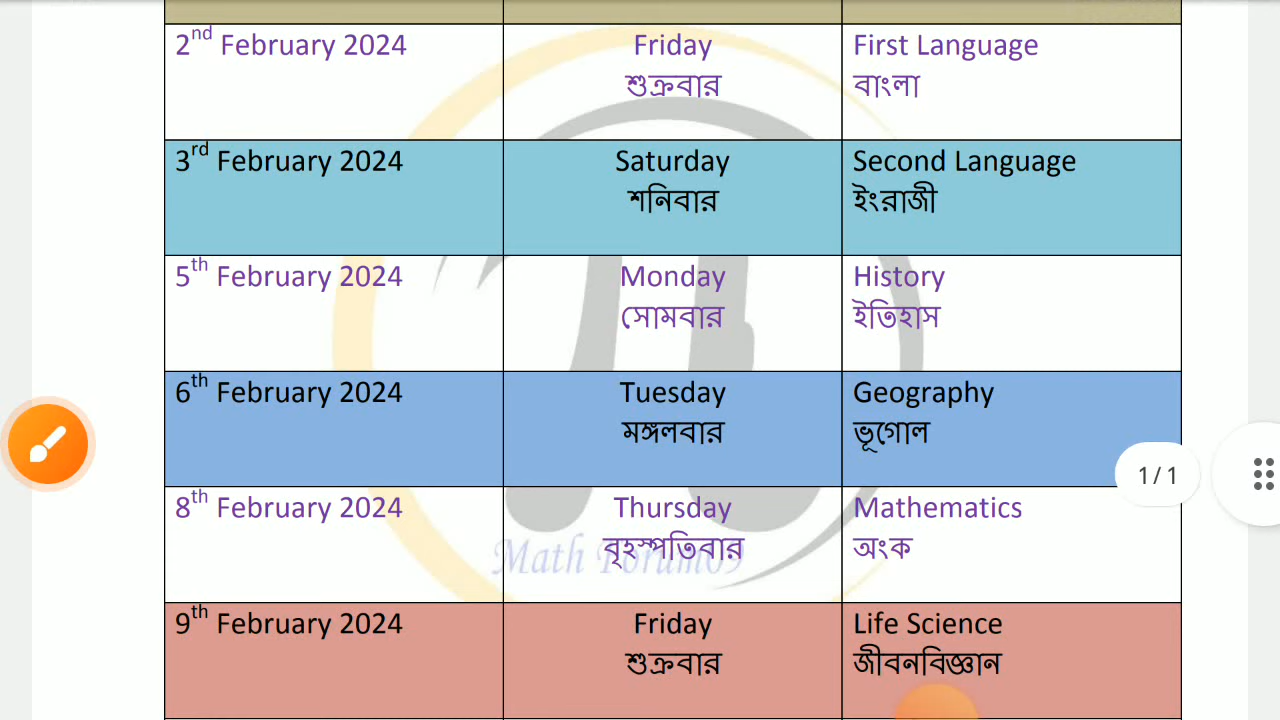 2nd February 2024 Friday First Language
শুক্রবার বাংলা
3rd February 2024 Saturday Second Language
শনিবার ইংরাজী
5th February 2024 Monday History
সোমবার ইতিহাস
6th February 2024 Tuesday Geography
মঙ্গলবার ভূগোল
1/1
8th February 2024 Thursday Mathematics
বৃহস্পতিবার অংক
Math Forum09
9th February 2024 Friday Life Science
শুক্রবার জীবনবিজ্ঞান